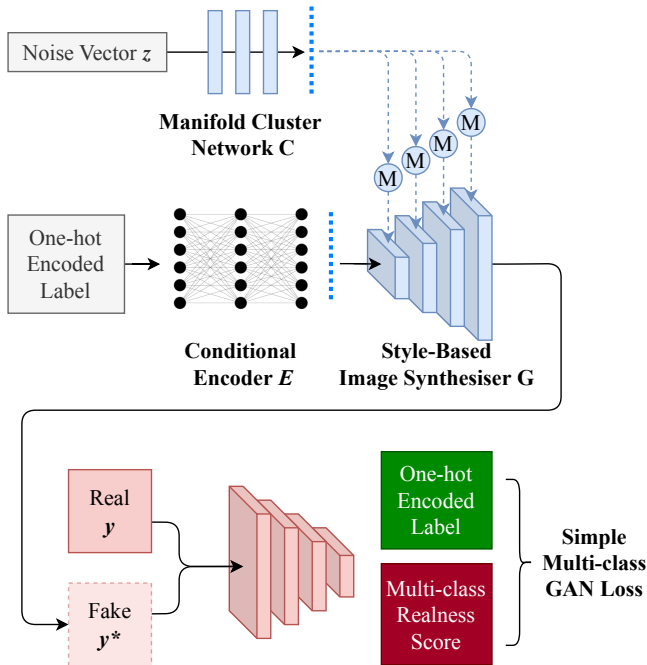 Noise Vector z
Manifold Cluster
Network C
M
M
M
M
One-hot
Encoded
Label
Conditional
Encoder E
Style-Based
Image Synthesiser G
Real
y
Fake
y*
One-hot
Encoded
Label
Multi-class
Realness
Score
Simple
Multi-class
GAN Loss